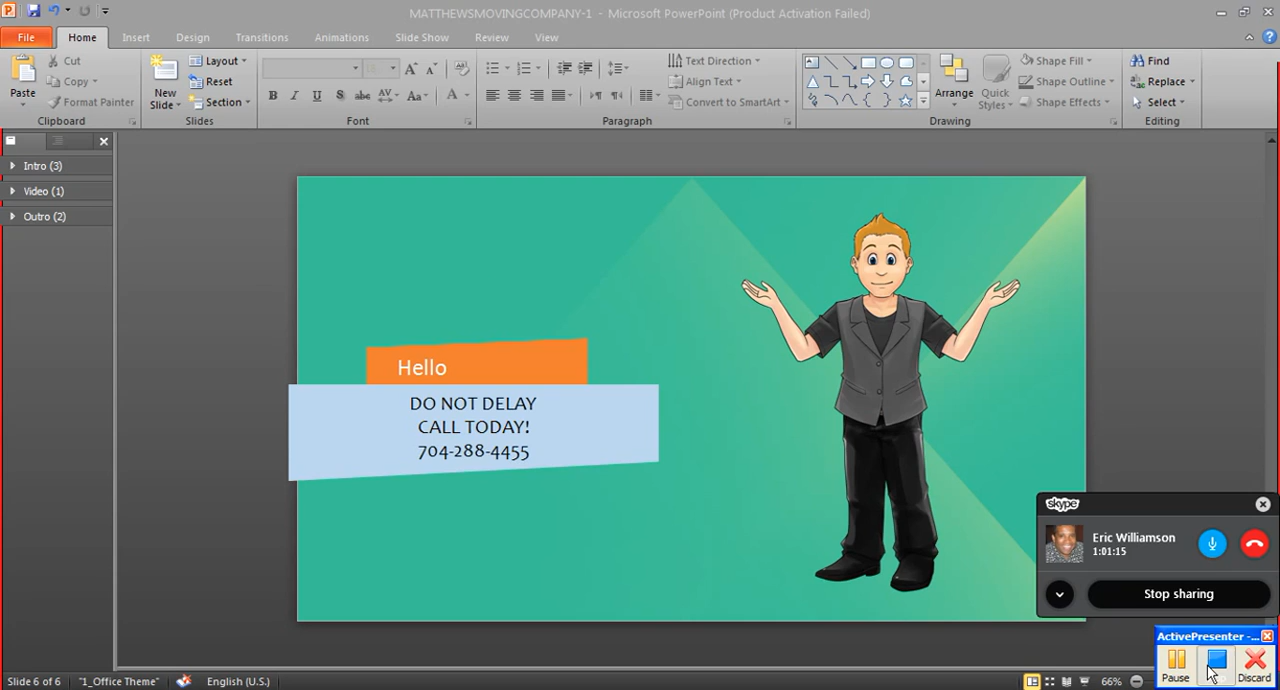 MATTHEWSMOVINGCOMPANY-1 - Microsoft PowerPoint (Product Activation Failed)
File Home Insert Design Transitions Animations Slide Show Review View
Cut
Copy
Format Painter
Paste
Clipboard
New
Slide
Layout
Reset
Section
Slides
B I U S abc AV Aa A
Font
Text Direction
Align Text
Convert to SmartArt
Paragraph
Arrange
Quick
Styles
Shape Fill
Shape Outline
Shape Effects
Drawing
Find
Replace
Select
Editing
Intro (3)
Video (1)
Outro (2)
Hello
DO NOT DELAY
CALL TODAY!
704-288-4455
skype
Eric Williamson
1:01:15
Stop sharing
ActivePresenter -...
Pause
Discard
Slide 6 of 6 "1_Office Theme" English (U.S.) 66%